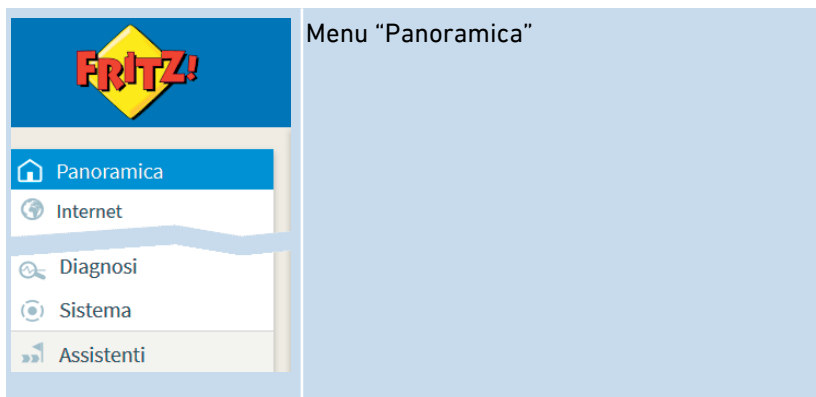 FRITZ!
Menu “Panoramica”
Panoramica
Internet
Diagnosi
Sistema
Assistenti